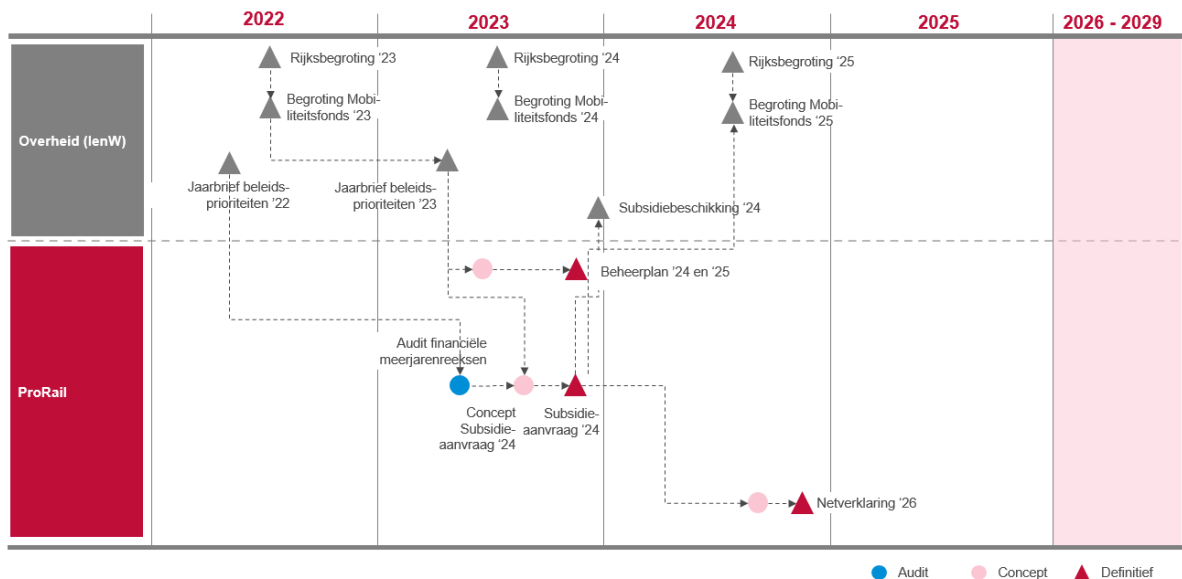 2022
2023
2024
2025
2026 - 2029
Overheid (IenW)
Rijksbegroting ‘23
Rijksbegroting ‘24
Rijksbegroting ‘25
Begroting Mobi-
liteitsfonds ‘23
Begroting Mobi-
liteitsfonds ‘24
Begroting Mobi-
liteitsfonds ‘25
Jaarbrief beleids-
prioriteiten ’22
Jaarbrief beleids-
prioriteiten ‘23
Subsidiebeschikking ‘24
ProRail
Beheerplan ’24 en ‘25
Audit financiële
meerjarenreeksen
Concept
Subsidie-
aanvraag ‘24
Subsidie-
aanvraag ‘24
Netverklaring ‘26
Audit
Concept
Definitief